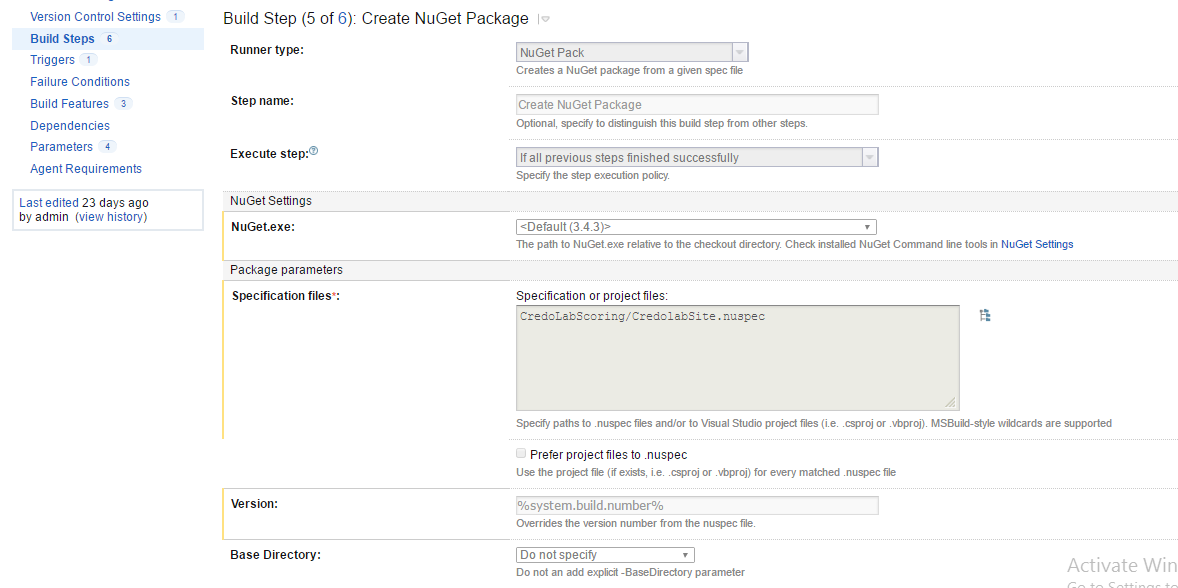 Version Control Settings 1
Build Steps 6
Triggers 1
Failure Conditions
Build Features 3
Dependencies
Parameters 4
Agent Requirements
Last edited 23 days ago
by admin (view history)
Build Step (5 of 6): Create NuGet Package
Runner type:
NuGet Pack
Creates a NuGet package from a given spec file
Step name:
Create NuGet Package
Optional, specify to distinguish this build step from other steps.
Execute step:
If all previous steps finished successfully
Specify the step execution policy.
NuGet Settings
NuGet.exe:
<Default (3.4.3)>
The path to NuGet.exe relative to the checkout directory. Check installed NuGet Command line tools in NuGet Settings
Package parameters
Specification files*:
Specification or project files:
CredoLabScoring/CredolabSite.nuspec
Specify paths to .nuspec files and/or to Visual Studio project files (i.e. .csproj or .vbproj). MSBuild-style wildcards are supported
Prefer project files to .nuspec
Use the project file (if exists, i.e. .csproj or .vbproj) for every matched .nuspec file
Version:
%system.build.number%
Overrides the version number from the nuspec file.
Base Directory:
Do not specify
Do not an add explicit -BaseDirectory parameter
Activate Win
Go to Settings to